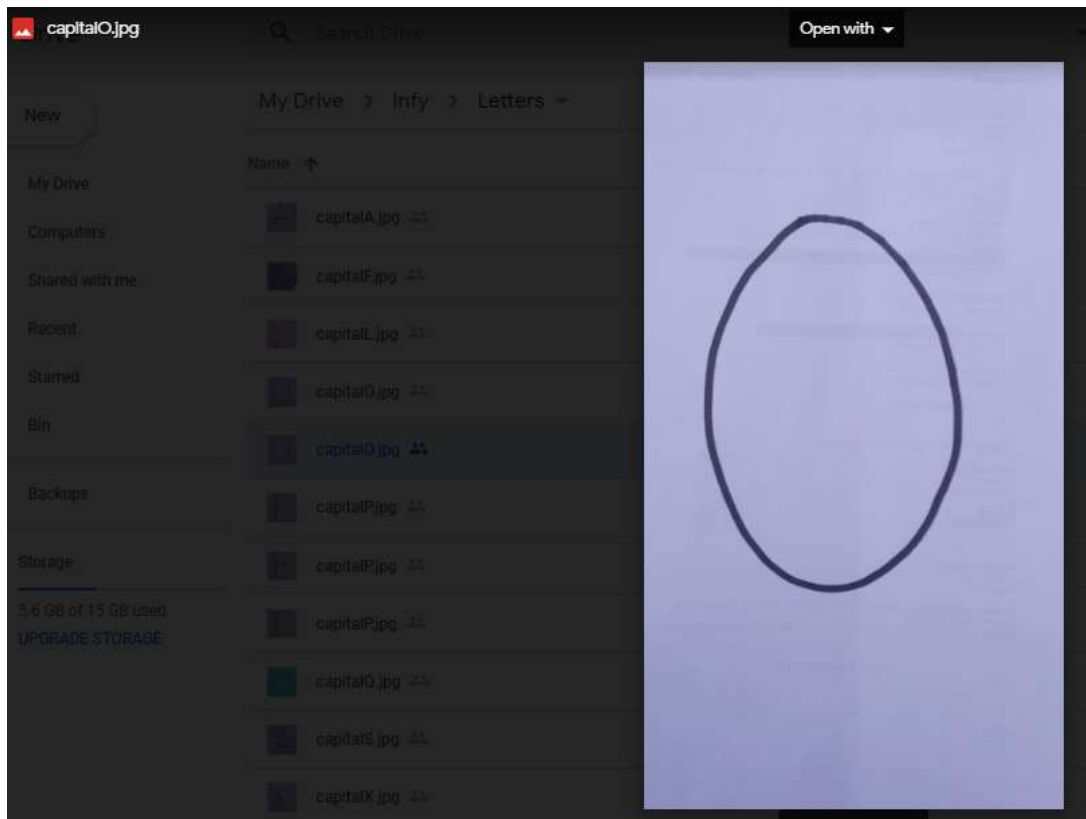 capitalO.jpg
Search Drive
Open with
New
My Drive > Infy > Letters
Name
My Drive
Computers
Shared with me
Recent
Starred
Bin
Backups
Storage
5.6 GB of 15 GB used
UPGRADE STORAGE
capitalA.jpg
capitalF.jpg
capitalL.jpg
capitalO.jpg
capitalO.jpg
capitalP.jpg
capitalP.jpg
capitalP.jpg
capitalQ.jpg
capitalS.jpg
capitalX.jpg
O